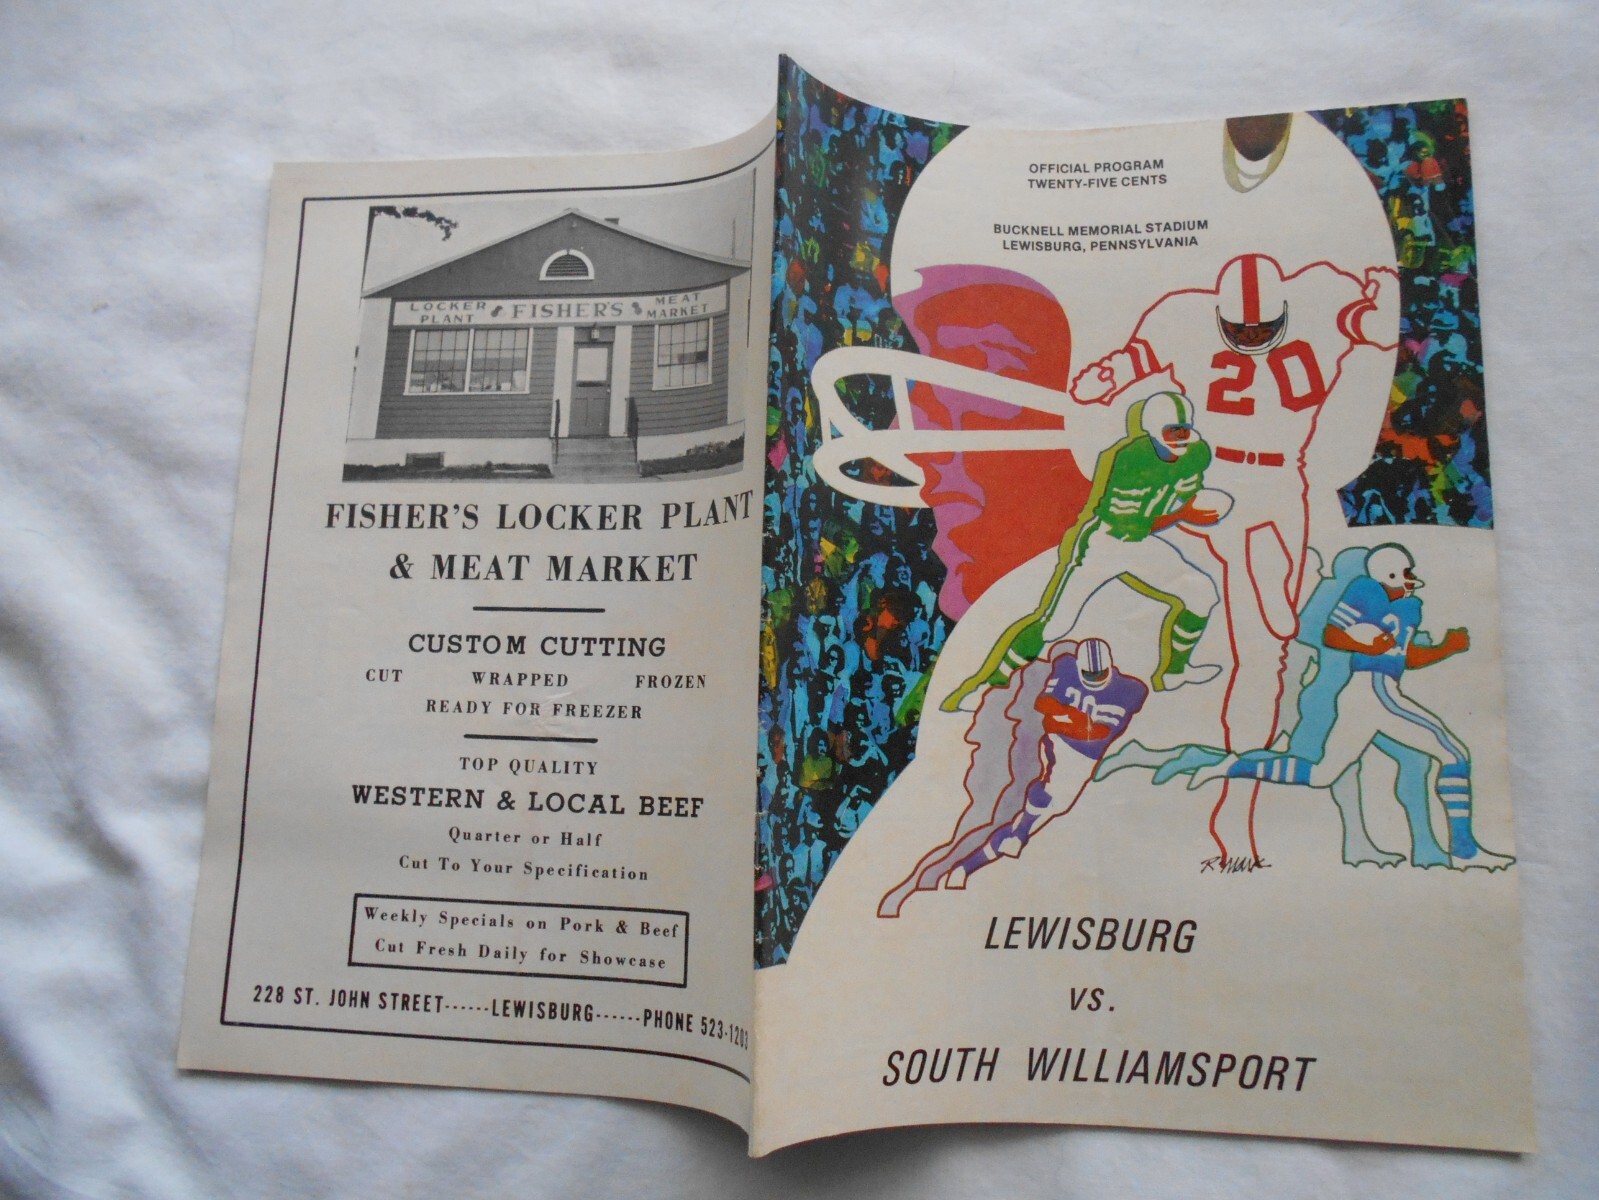 LOCKER PLANT
FISHER'S
MEAT MARKET
FISHER'S LOCKER PLANT
& MEAT MARKET
CUSTOM CUTTING
CUT WRAPPED FROZEN
READY FOR FREEZER
TOP QUALITY
WESTERN & LOCAL BEEF
Quarter or Half
Cut To Your Specification
Weekly Specials on Pork & Beef
Cut Fresh Daily for Showcase
228 ST. JOHN STREET------LEWISBURG------PHONE 523-1203
OFFICIAL PROGRAM
TWENTY-FIVE CENTS
BUCKNELL MEMORIAL STADIUM
LEWISBURG, PENNSYLVANIA
20
20
21
LEWISBURG
VS.
SOUTH WILLIAMSPORT